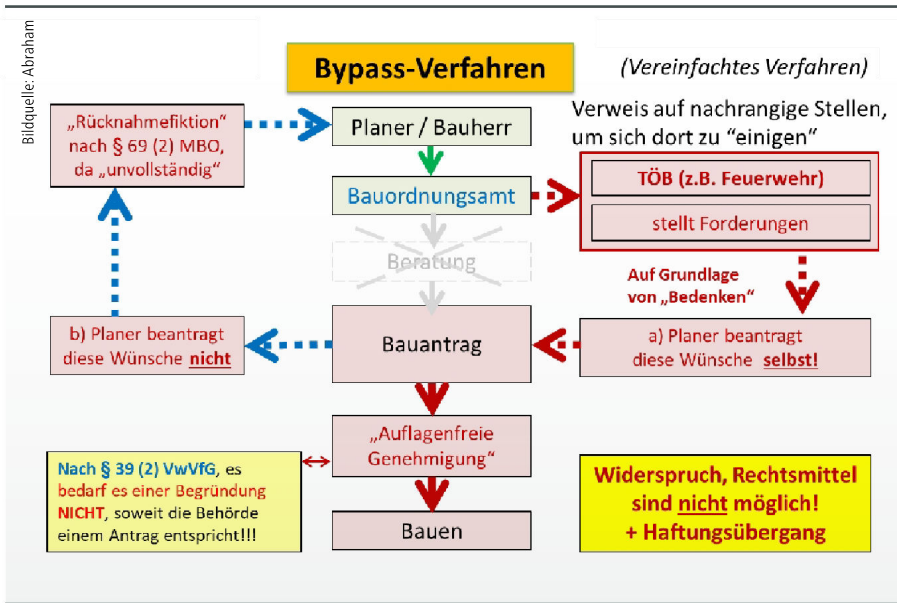 Bildquelle: Abraham
Bypass-Verfahren
(Vereinfachtes Verfahren)
„Rücknahmefiktion“
nach § 69 (2) MBO,
da „unvollständig“
Planer / Bauherr
Verweis auf nachrangige Stellen,
um sich dort zu “einigen“
Bauordnungsamt
TÖB (z.B. Feuerwehr)
stellt Forderungen
Beratung
Auf Grundlage
von „Bedenken“
b) Planer beantragt
diese Wünsche nicht
Bauantrag
a) Planer beantragt
diese Wünsche selbst!
„Auflagenfreie
Genehmigung“
Nach § 39 (2) VwVfG, es
bedarf es einer Begründung
NICHT, soweit die Behörde
einem Antrag entspricht!!!
Bauen
Widerspruch, Rechtsmittel
sind nicht möglich!
+ Haftungsübergang